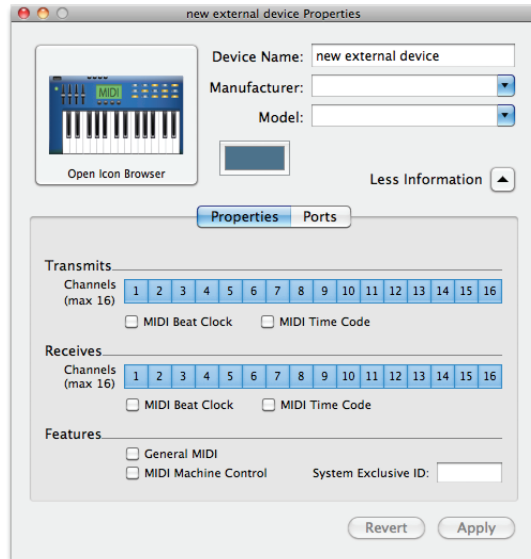 new external device Properties
MIDI
Open Icon Browser
Device Name: new external device
Manufacturer:
Model:
Less Information
Properties Ports
Transmits
Channels (max 16) 1 2 3 4 5 6 7 8 9 10 11 12 13 14 15 16
MIDI Beat Clock MIDI Time Code
Receives
Channels (max 16) 1 2 3 4 5 6 7 8 9 10 11 12 13 14 15 16
MIDI Beat Clock MIDI Time Code
Features
General MIDI
MIDI Machine Control System Exclusive ID:
Revert Apply